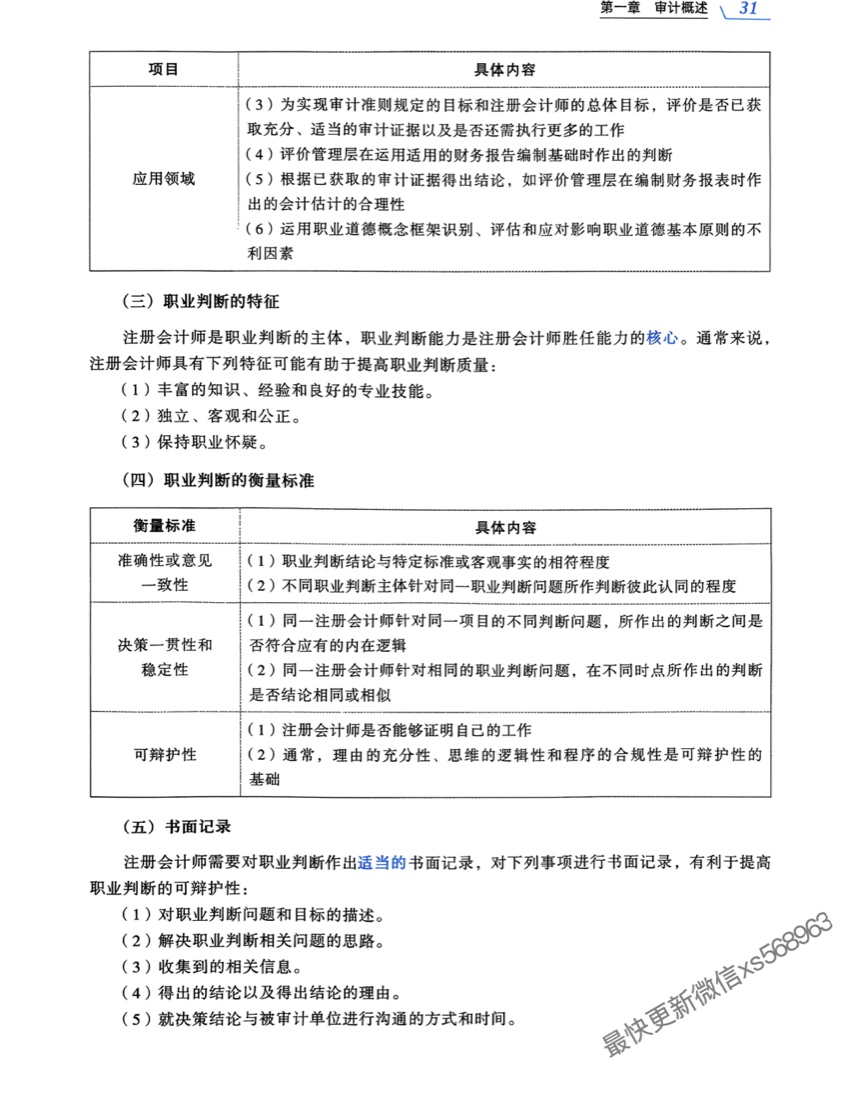 第一章 审计概述 31
项目 具体内容
(3)为实现审计准则规定的目标和注册会计师的总体目标，评价是否已获
取充分、适当的审计证据以及是否还需执行更多的工作
(4)评价管理层在运用适用的财务报告编制基础时作出的判断
应用领域 (5)根据已获取的审计证据得出结论，如评价管理层在编制财务报表时作
出的会计估计的合理性
(6)运用职业道德概念框架识别、评估和应对影响职业道德基本原则的不
利因素
(三)职业判断的特征
注册会计师是职业判断的主体，职业判断能力是注册会计师胜任能力的核心。通常来说，
注册会计师具有下列特征可能有助于提高职业判断质量：
(1)丰富的知识、经验和良好的专业技能。
(2)独立、客观和公正。
(3)保持职业怀疑。
(四)职业判断的衡量标准
衡量标准 具体内容
准确性或意见 (1)职业判断结论与特定标准或客观事实的相符程度
一致性 (2)不同职业判断主体针对同一职业判断问题所作判断彼此认同的程度
(1)同一注册会计师针对同一项目的不同判断问题，所作出的判断之间是
决策一贯性和 否符合应有的内在逻辑
稳定性 (2)同一注册会计师针对相同的职业判断问题，在不同时点所作出的判断
是否结论相同或相似
(1)注册会计师是否能够证明自己的工作
可辩护性 (2)通常，理由的充分性、思维的逻辑性和程序的合规性是可辩护性的
基础
(五)书面记录
注册会计师需要对职业判断作出适当的书面记录，对下列事项进行书面记录，有利于提高
职业判断的可辩护性：
(1)对职业判断问题和目标的描述。
(2)解决职业判断相关问题的思路。
(3)收集到的相关信息。
(4)得出的结论以及得出结论的理由。
(5)就决策结论与被审计单位进行沟通的方式和时间。
最快更新微信xs568963